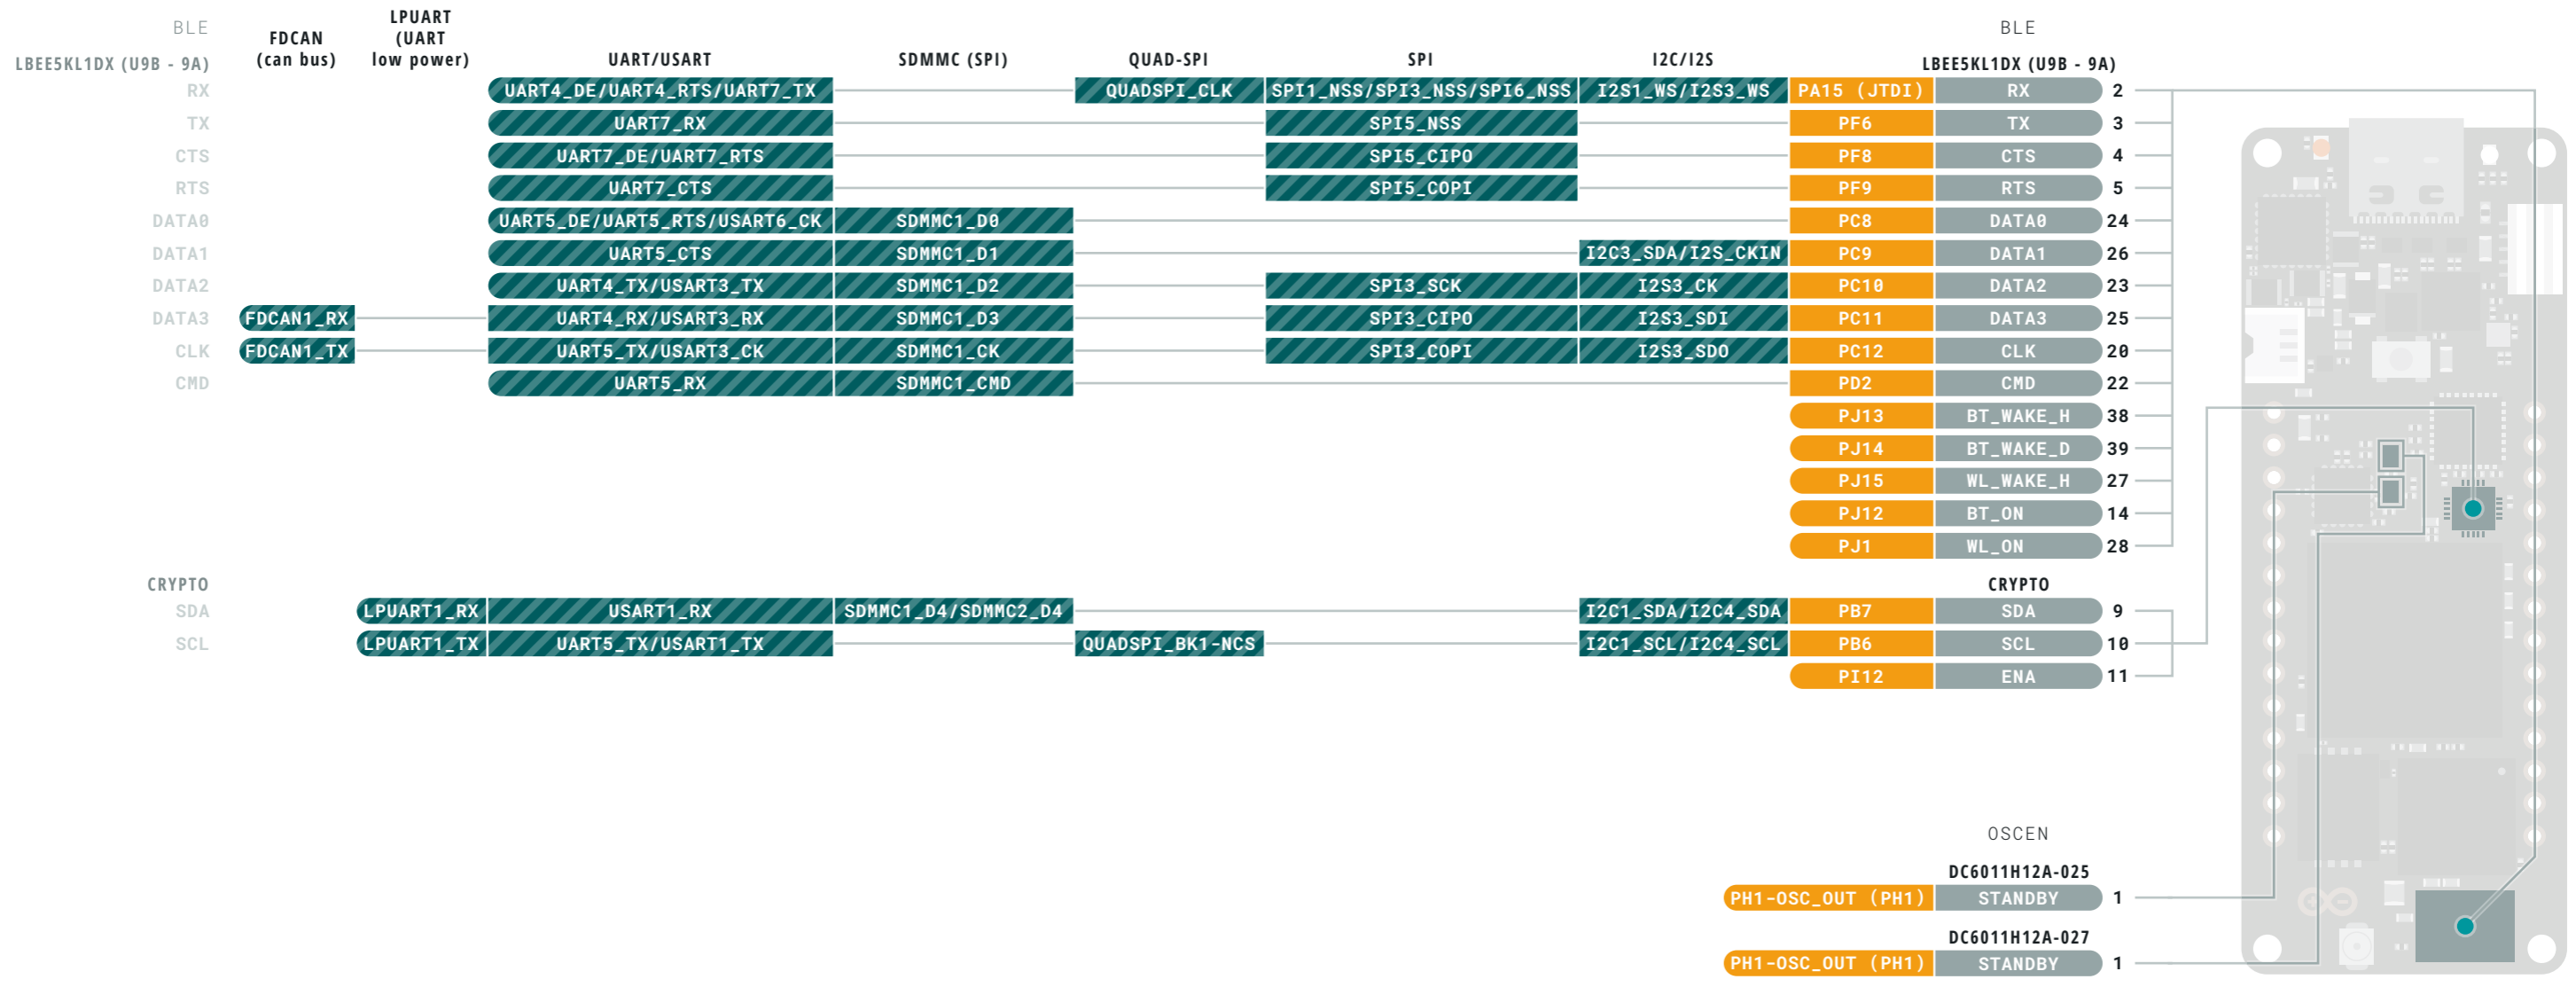 BLE
LBEE5KL1DX (U9B - 9A)
FDCAN
(can bus)
LPUART
(UART
low power)
UART/USART
SDMMC (SPI)
QUAD-SPI
SPI
I2C/I2S
BLE
LBEE5KL1DX (U9B - 9A)
RX UART4_DE/UART4_RTS/UART7_TX QUADSPI_CLK SPI1_NSS/SPI3_NSS/SPI6_NSS I2S1_WS/I2S3_WS PA15 (JTDI) RX 2
TX UART7_RX SPI5_NSS PF6 TX 3
CTS UART7_DE/UART7_RTS SPI5_CIPO PF8 CTS 4
RTS UART7_CTS SPI5_COPI PF9 RTS 5
DATA0 UART5_DE/UART5_RTS/USART6_CK SDMMC1_D0 PC8 DATA0 24
DATA1 UART5_CTS SDMMC1_D1 I2C3_SDA/I2S_CKIN PC9 DATA1 26
DATA2 UART4_TX/USART3_TX SDMMC1_D2 SPI3_SCK I2S3_CK PC10 DATA2 23
DATA3 FDCAN1_RX UART4_RX/USART3_RX SDMMC1_D3 SPI3_CIPO I2S3_SDI PC11 DATA3 25
CLK FDCAN1_TX UART5_TX/USART3_CK SDMMC1_CK SPI3_COPI I2S3_SDO PC12 CLK 20
CMD UART5_RX SDMMC1_CMD PD2 CMD 22
PJ13 BT_WAKE_H 38
PJ14 BT_WAKE_D 39
PJ15 WL_WAKE_H 27
PJ12 BT_ON 14
PJ1 WL_ON 28
CRYPTO CRYPTO
SDA LPUART1_RX USART1_RX SDMMC1_D4/SDMMC2_D4 I2C1_SDA/I2C4_SDA PB7 SDA 9
SCL LPUART1_TX UART5_TX/USART1_TX QUADSPI_BK1-NCS I2C1_SCL/I2C4_SCL PB6 SCL 10
PI12 ENA 11
OSCEN
DC6011H12A-025
PH1-OSC_OUT (PH1) STANDBY 1
DC6011H12A-027
PH1-OSC_OUT (PH1) STANDBY 1